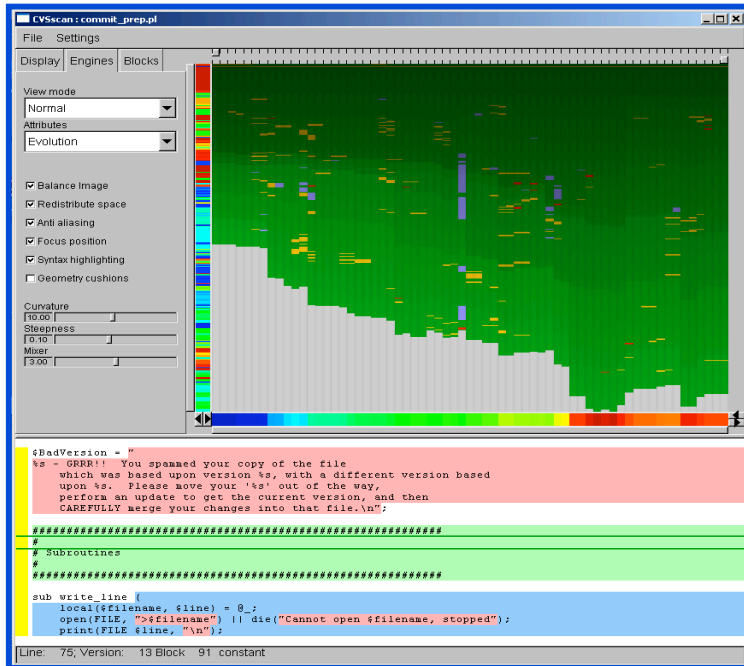 CVSscan : commit_prep.pl
File Settings
Display Engines Blocks
View mode
Normal
Attributes
Evolution
Balance Image
Redistribute space
Anti aliasing
Focus position
Syntax highlighting
Geometry cushions
Curvature
10.00
Steepness
0.10
Mixer
3.00
$BadVersion = "
%s - GRRR!! You spammed your copy of the file
which was based upon version %s, with a different version based
upon %s. Please move your '%s' out of the way,
perform an update to get the current version, and then
CAREFULLY merge your changes into that file.\n";
############################################################
#
# Subroutines
#
############################################################
sub write_line {
local($filename, $line) = @_;
open(FILE, ">$filename") || die("Cannot open $filename, stopped");
print(FILE $line, "\n");
Line: 75; Version: 13 Block 91 constant